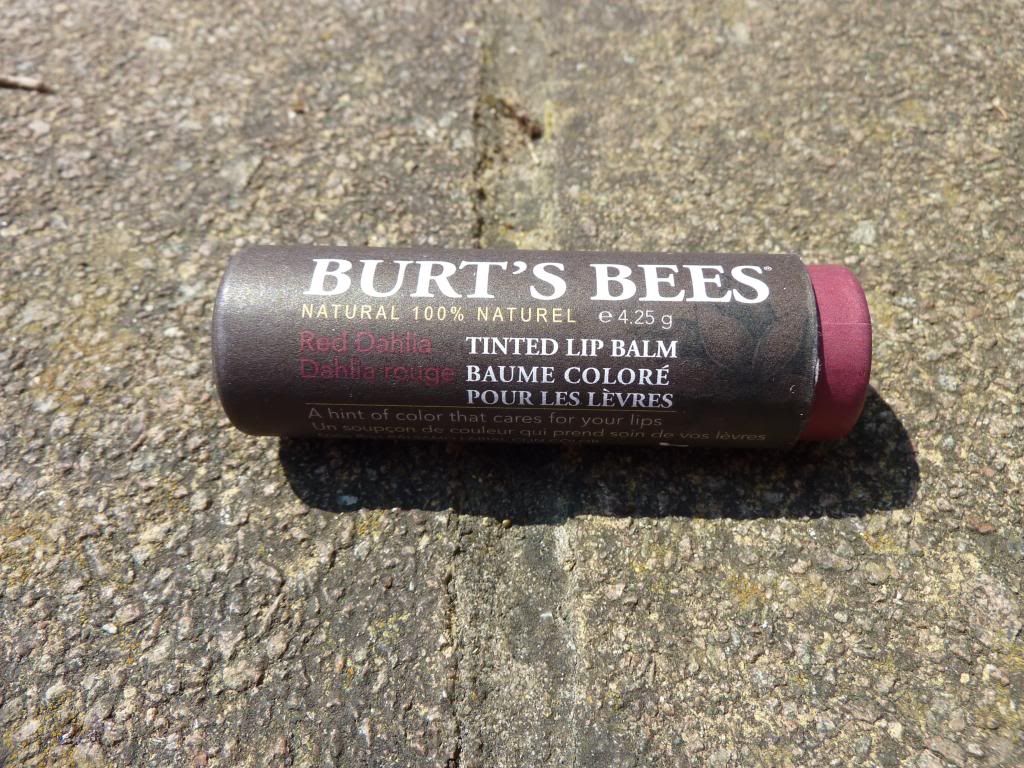 BURT'S BEES®
NATURAL 100% NATUREL e 4.25 g
Red Dahlia
Dahlia rouge
TINTED LIP BALM
BAUME COLORÉ
POUR LES LÈVRES
A hint of color that cares for your lips
Un soupçon de couleur qui prend soin de vos lèvres